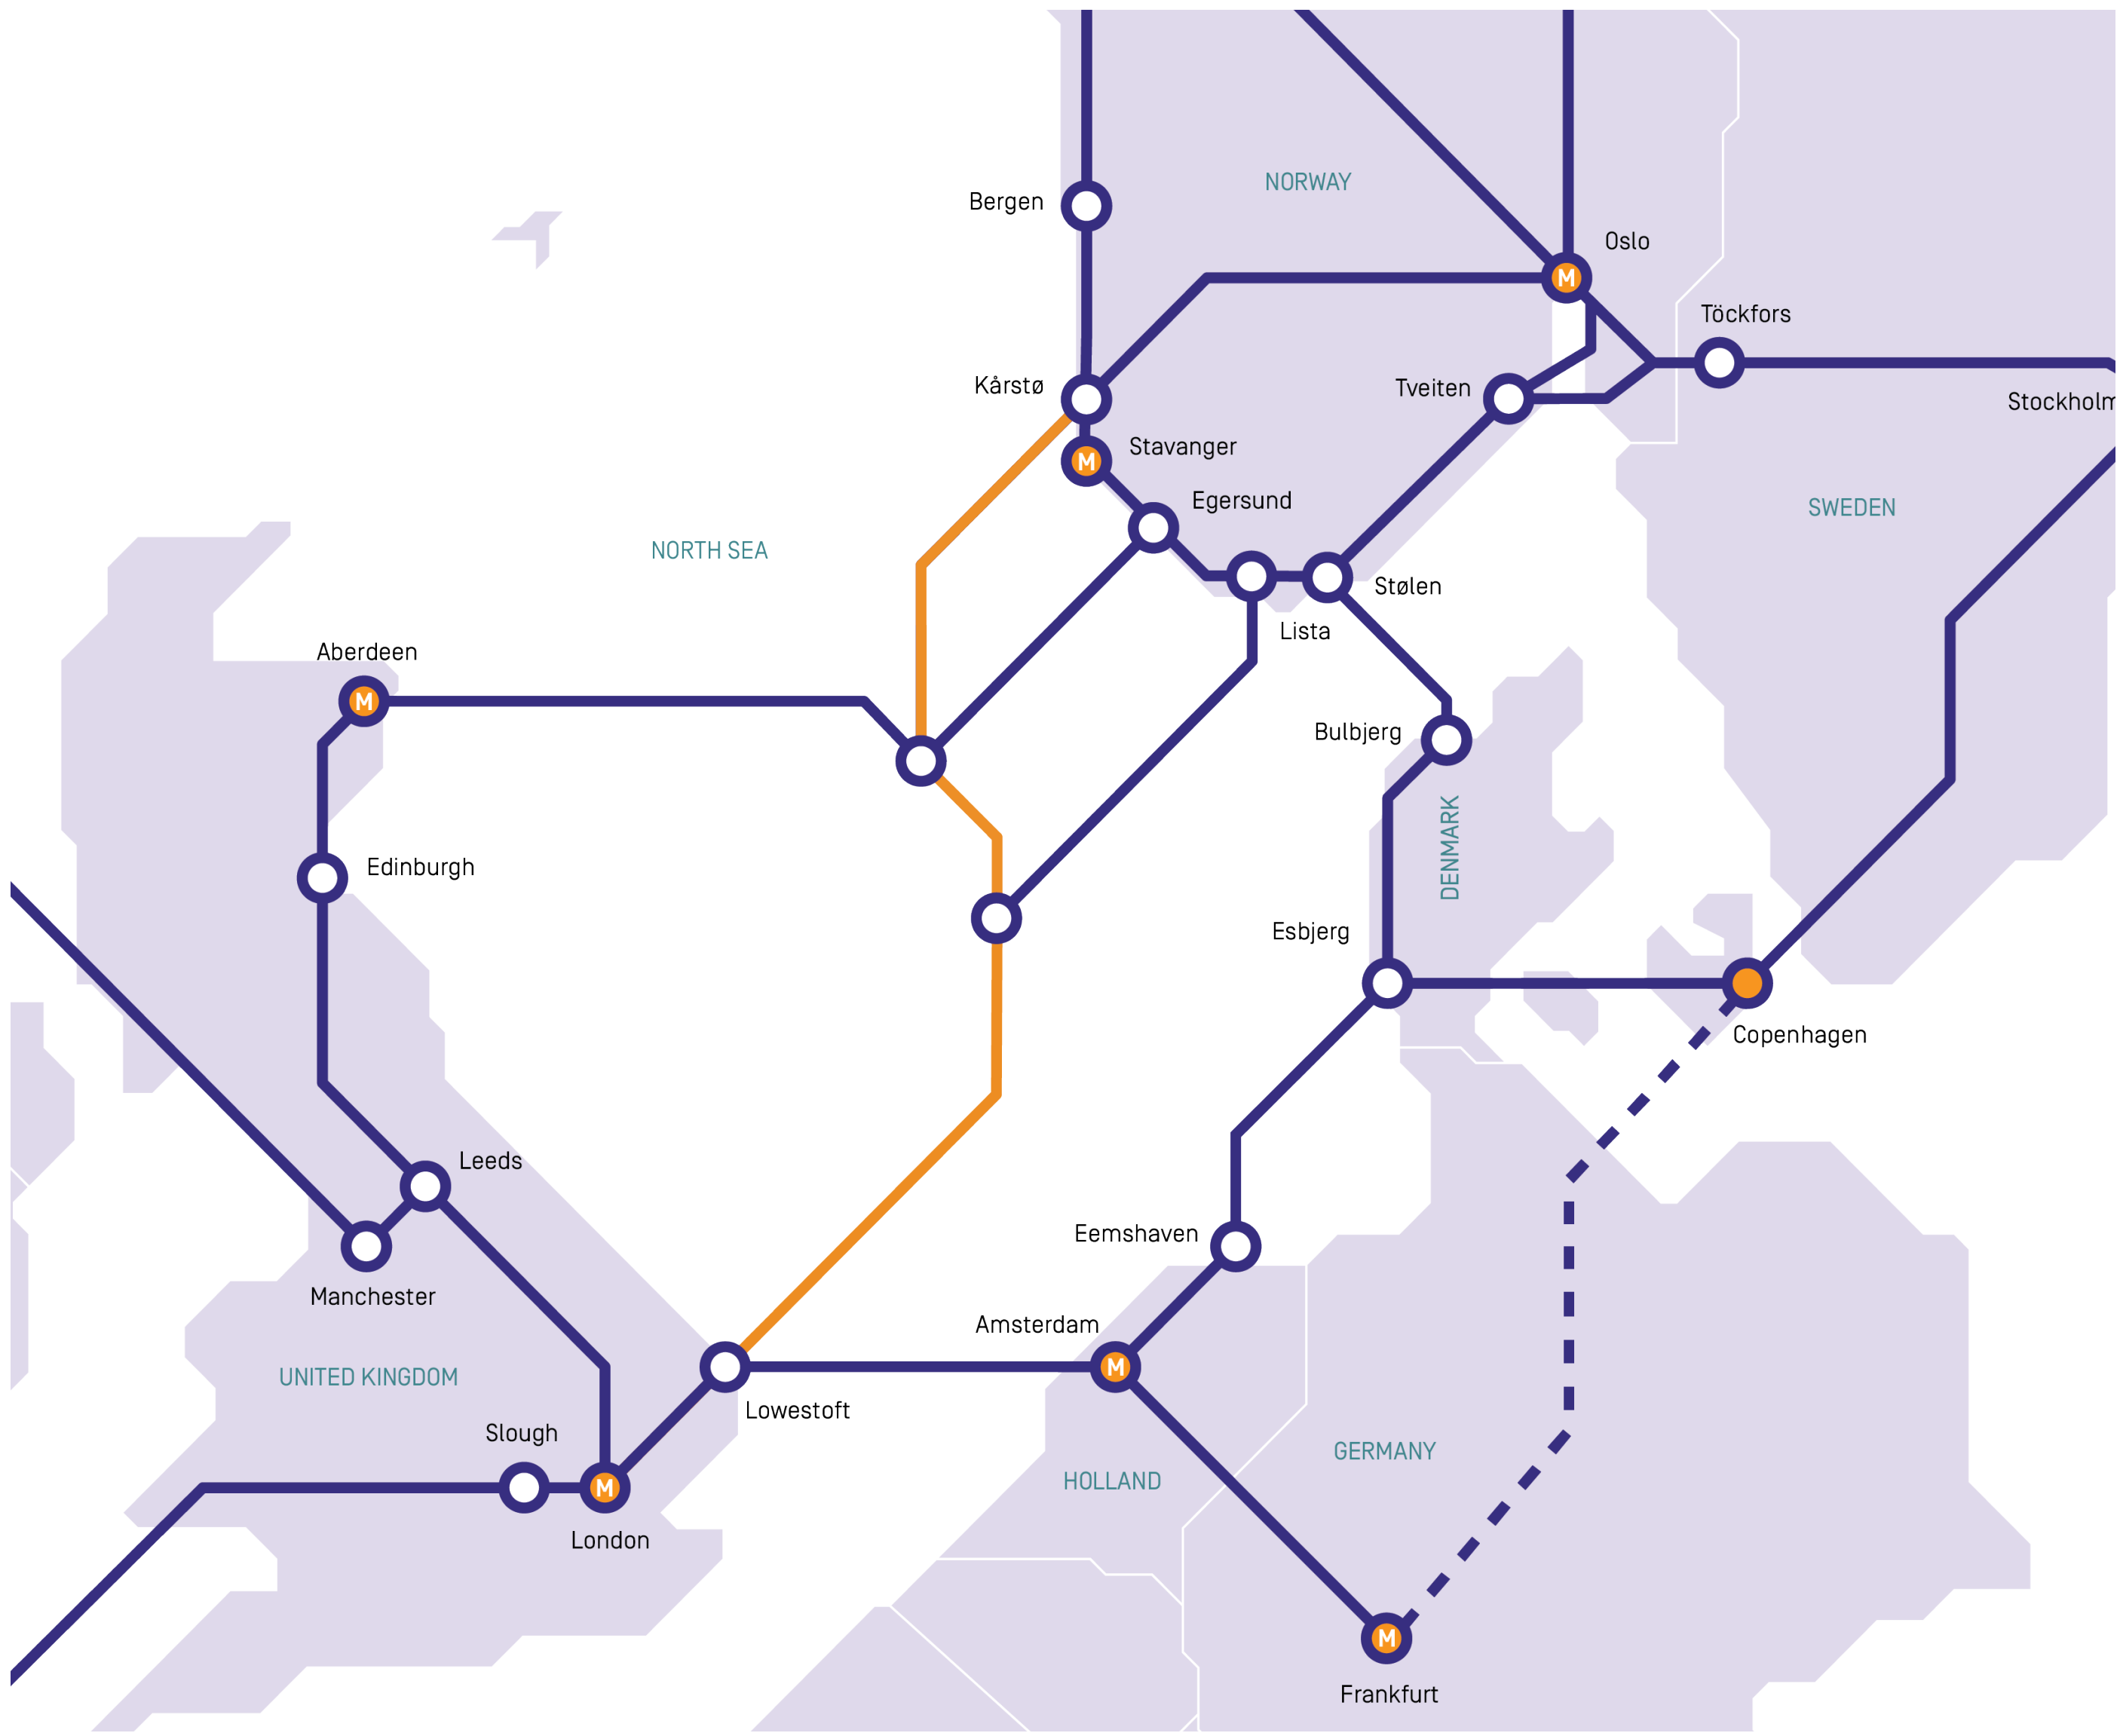 NORWAY
Bergen
Oslo
M
Töckfors
Kårstø
Tveiten
Stockholm
Stavanger
M
Egersund
SWEDEN
NORTH SEA
Stølen
Lista
Aberdeen
M
Bulbjerg
DENMARK
Edinburgh
Esbjerg
Copenhagen
Leeds
Eemshaven
Manchester
Amsterdam
M
UNITED KINGDOM
Lowestoft
Slough
GERMANY
HOLLAND
M
London
M
Frankfurt